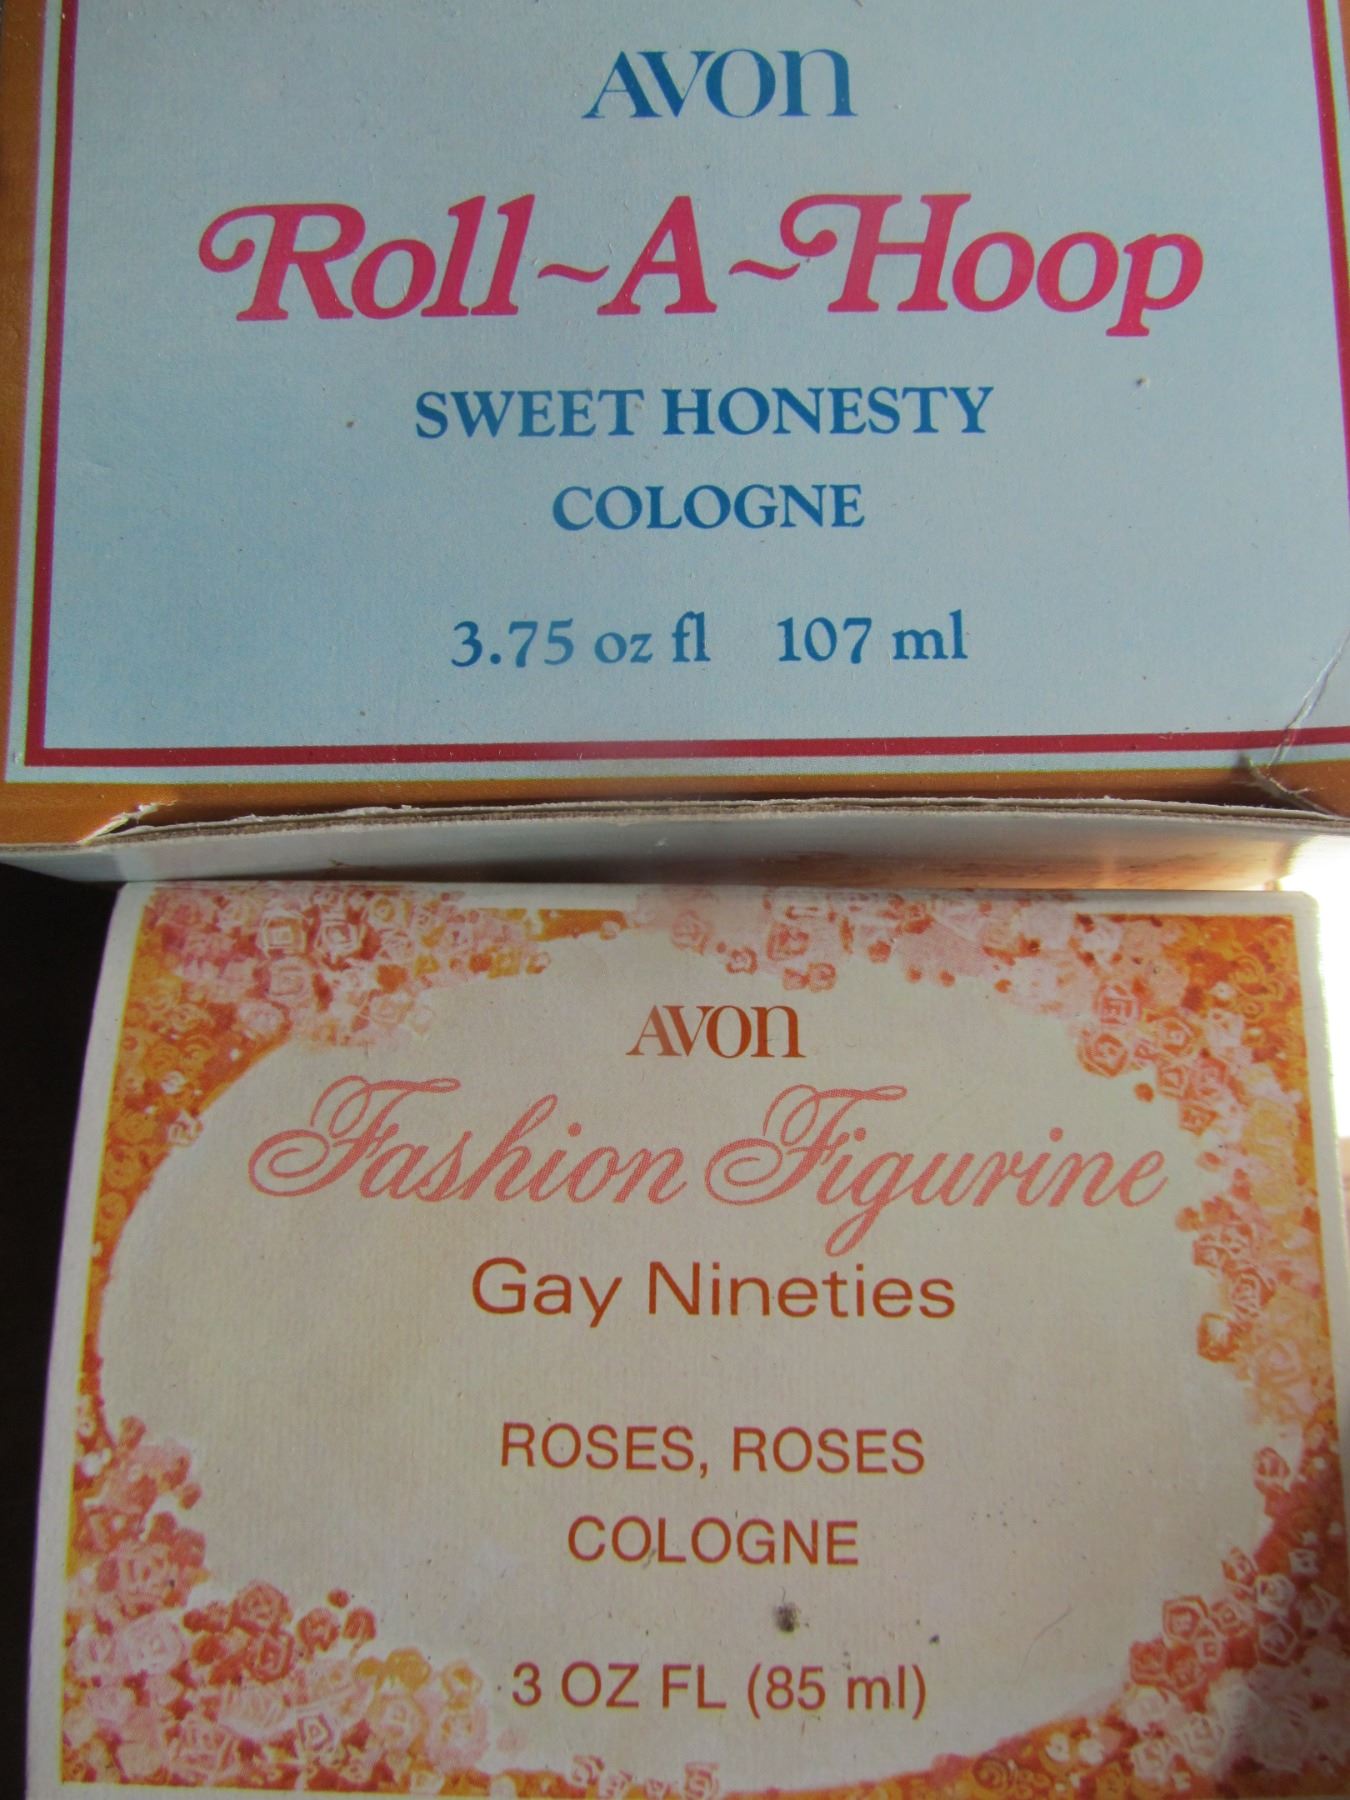 AVON
Roll~A~Hoop
SWEET HONESTY
COLOGNE
3.75 oz fl 107 ml
AVON
Fashion Figurine
Gay Nineties
ROSES, ROSES
COLOGNE
3 OZ FL (85 ml)